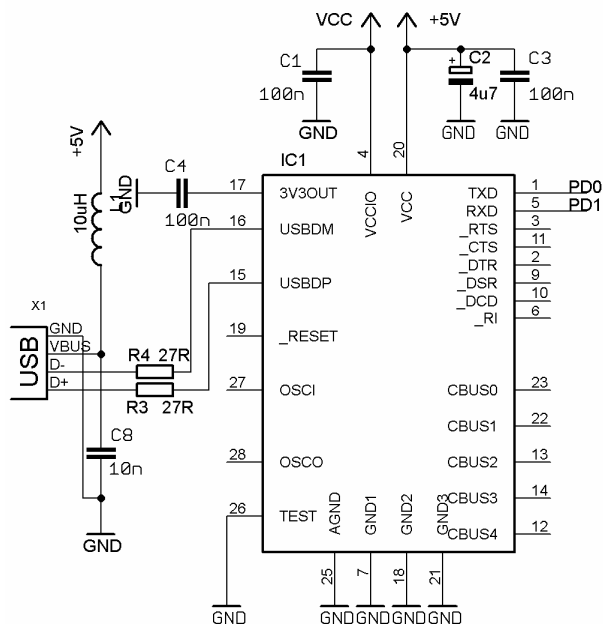 VCC
+5V
C1
C2
C3
+
100n
4u7
100n
GND
GND
GND
+5V
4
20
IC1
C4
GND
100n
17
3V3OUT
VCCIO
VCC
TXD
1
PD0
RXD
5
PD1
10uH
L1
16
USBDM
_RTS
3
_CTS
11
_DTR
2
15
USBDP
_DSR
9
_DCD
10
_RI
6
X1
GND
VBUS
D-
D+
USB
19
_RESET
R4 27R
R3 27R
27
OSCI
CBUS0
23
CBUS1
22
C8
10n
28
OSCO
CBUS2
13
CBUS3
14
26
TEST
AGND
GND1
GND2
GND3
CBUS4
12
GND
25
7
18
21
GND
GND
GND
GND
GND